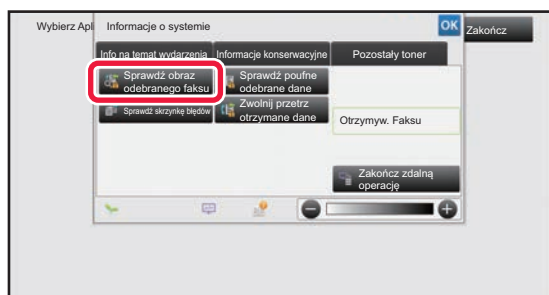 Wybierz Apl
Informacje o systemie
OK
Zakończ
Info na temat wydarzenia
Informacje konserwacyjne
Pozostały toner
Sprawdź obraz
odebranego faksu
Sprawdź poufne
odebrane dane
Sprawdź skrzynkę błędów
Zwolnij przetrz
otrzymane dane
Otrzymyw. Faksu
Zakończ zdalną
operację